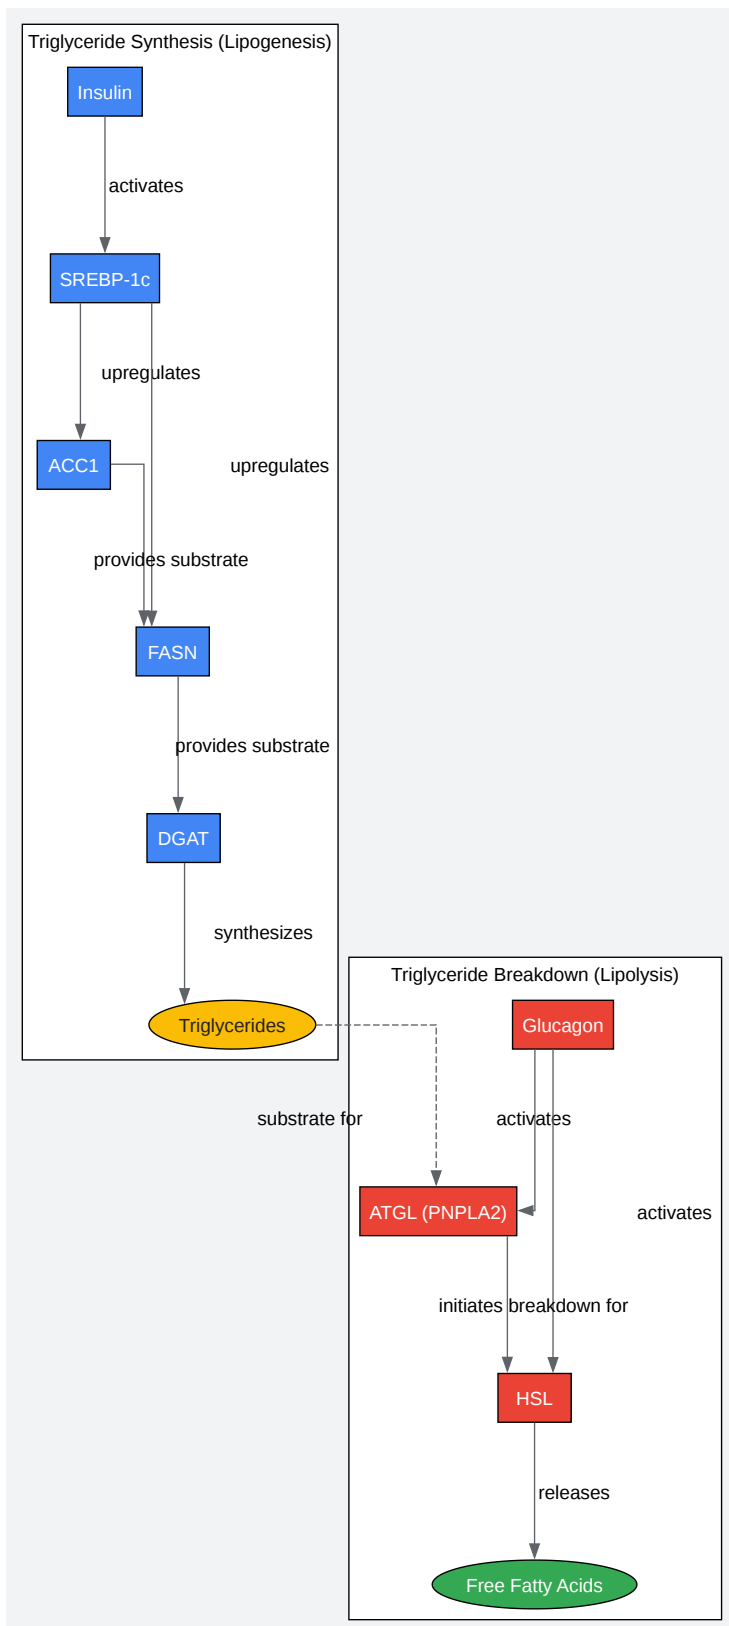 Triglyceride Synthesis (Lipogenesis)
Insulin
activates
SREBP-1c
upregulates
ACC1
upregulates
provides substrate
FASN
provides substrate
DGAT
synthesizes
Triglycerides
Triglyceride Breakdown (Lipolysis)
Glucagon
substrate for
activates
ATGL (PNPLA2)
activates
initiates breakdown for
HSL
releases
Free Fatty Acids